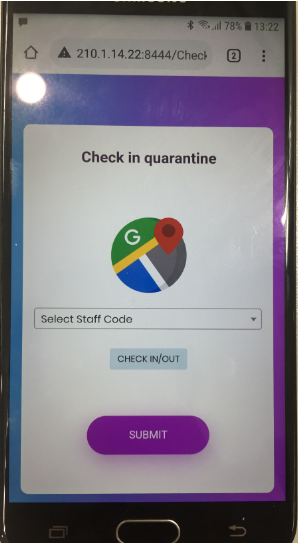 78% 13:22
210.1.14.22:8444/Check
2
Check in quarantine
G
Select Staff Code
CHECK IN/OUT
SUBMIT